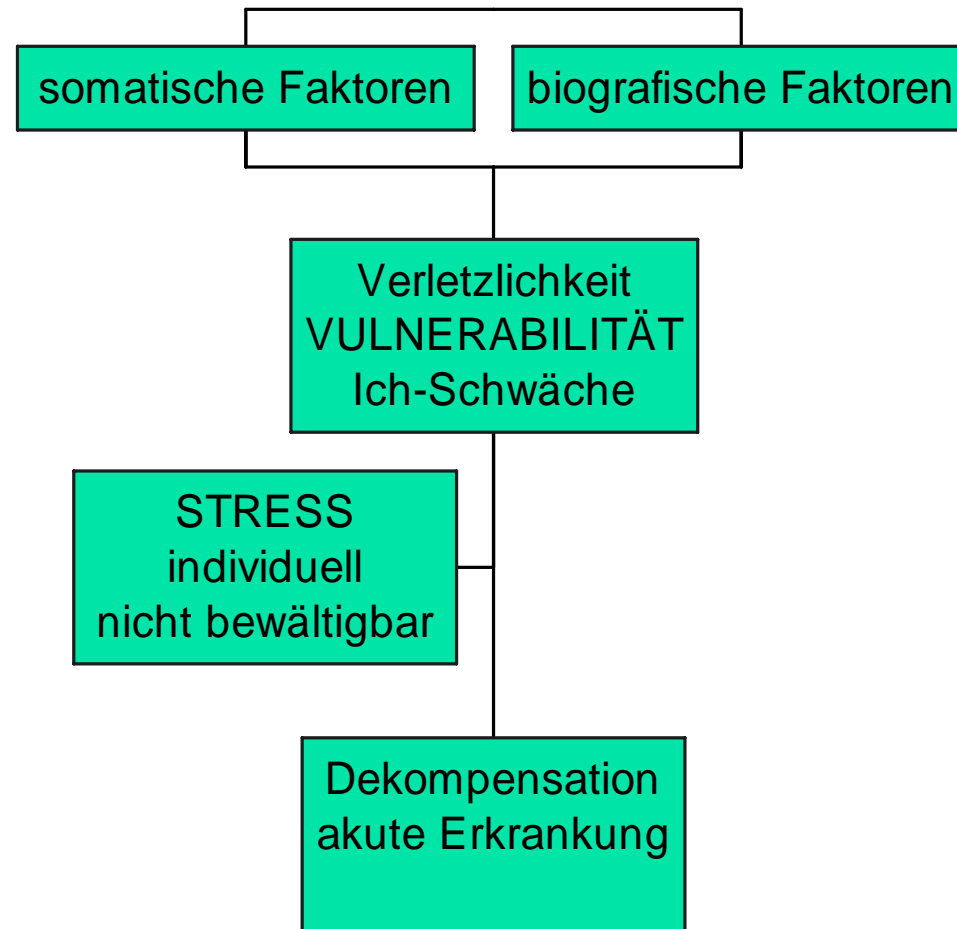 somatische Faktoren
biografische Faktoren
Verletzlichkeit
VULNERABILITÄT
Ich-Schwäche
STRESS
individuell
nicht bewältigbar
Dekompensation
akute Erkrankung